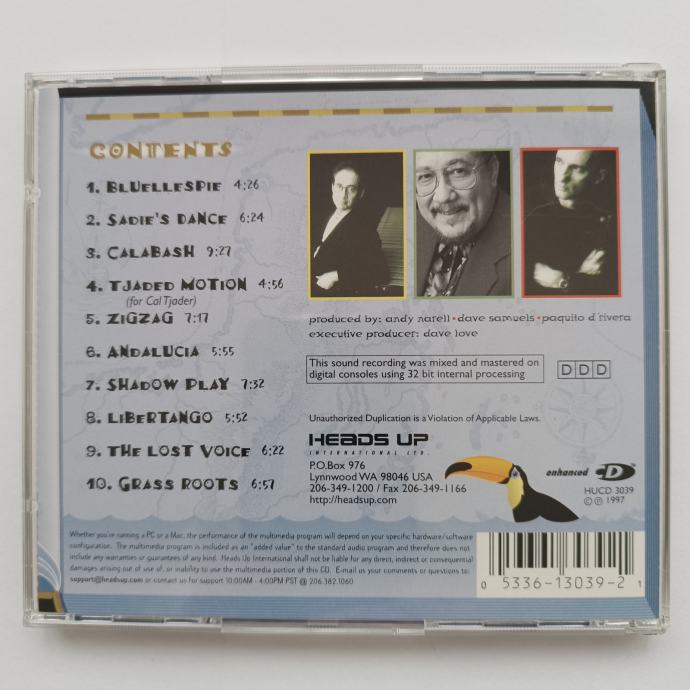 CONTENTS
1. BLUELLESPIE 4:26
2. SADIE'S DANCE 6:24
3. CALABASH 9:27
4. TJADED MOTION 4:56
(for Cal Tjader)
5. ZIGZAG 7:17
6. ANDALUCIA 5:55
7. SHADOW PLAY 7:32
8. LIBERTANGO 5:52
9. THE LOST VOICE 6:22
10. GRASS ROOTS 6:57
produced by: andy narell • dave samuels • paquito d'rivera
executive producer: dave love
This sound recording was mixed and mastered on
digital consoles using 32 bit internal processing
DDD
Unauthorized Duplication is a Violation of Applicable Laws.
HEADS UP
INTERNATIONAL LTD.
P.O.Box 976
Lynnwood WA 98046 USA
206-349-1200 / Fax 206-349-1166
http://headsup.com
enhanced CD
HUCD 3039
© ℗ 1997
Whether you're running a PC or a Mac, the performance of the multimedia program will depend on your specific hardware/software
configuration. The multimedia program is included as an "added value" to the standard audio program and therefore does not
include any warranties or guarantees of any kind. Heads Up International shall not be liable for any direct, indirect or consequential
damages arising out of use of, or inability to use the multimedia portion of this CD. E-mail us your comments or questions to:
support@headsup.com or contact us for support 10:00AM - 4:00PM PST @ 206.382.1060
0 5336-13039-2 1